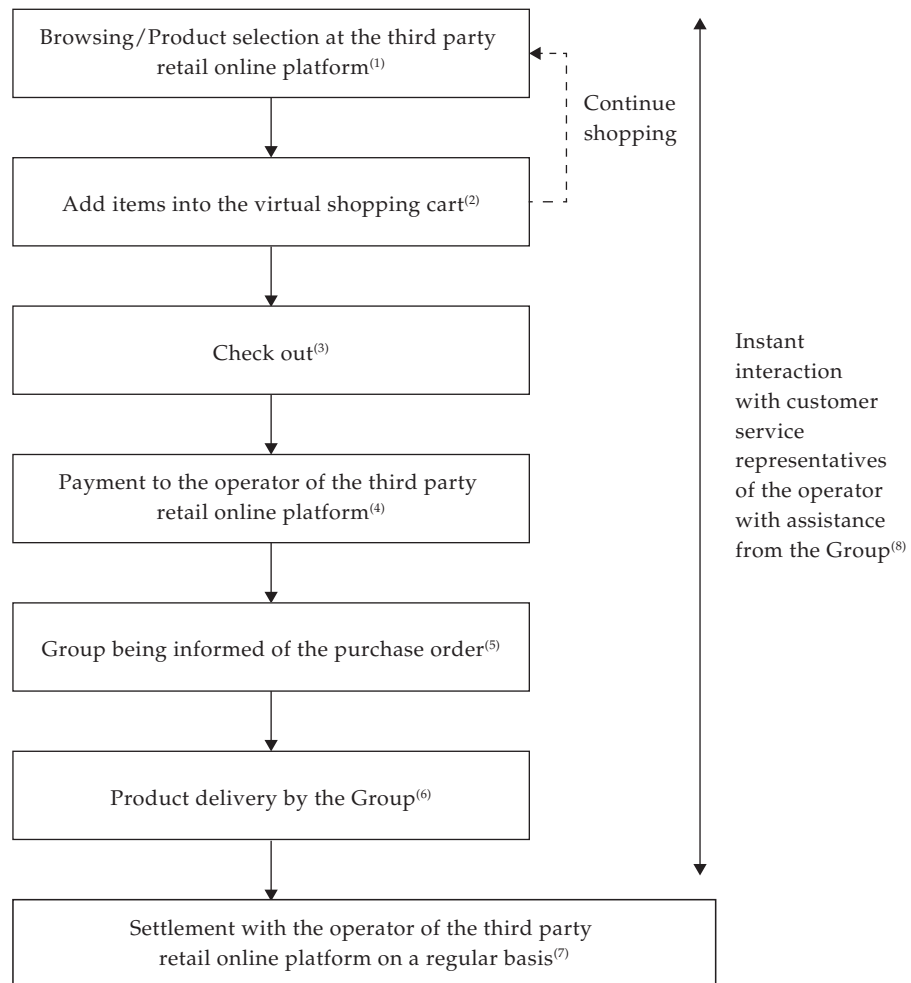 Browsing/Product selection at the third party
retail online platform(1)
Continue
shopping
Add items into the virtual shopping cart(2)
Check out(3)
Instant
interaction
with customer
service
representatives
of the operator
with assistance
from the Group(8)
Payment to the operator of the third party
retail online platform(4)
Group being informed of the purchase order(5)
Product delivery by the Group(6)
Settlement with the operator of the third party
retail online platform on a regular basis(7)